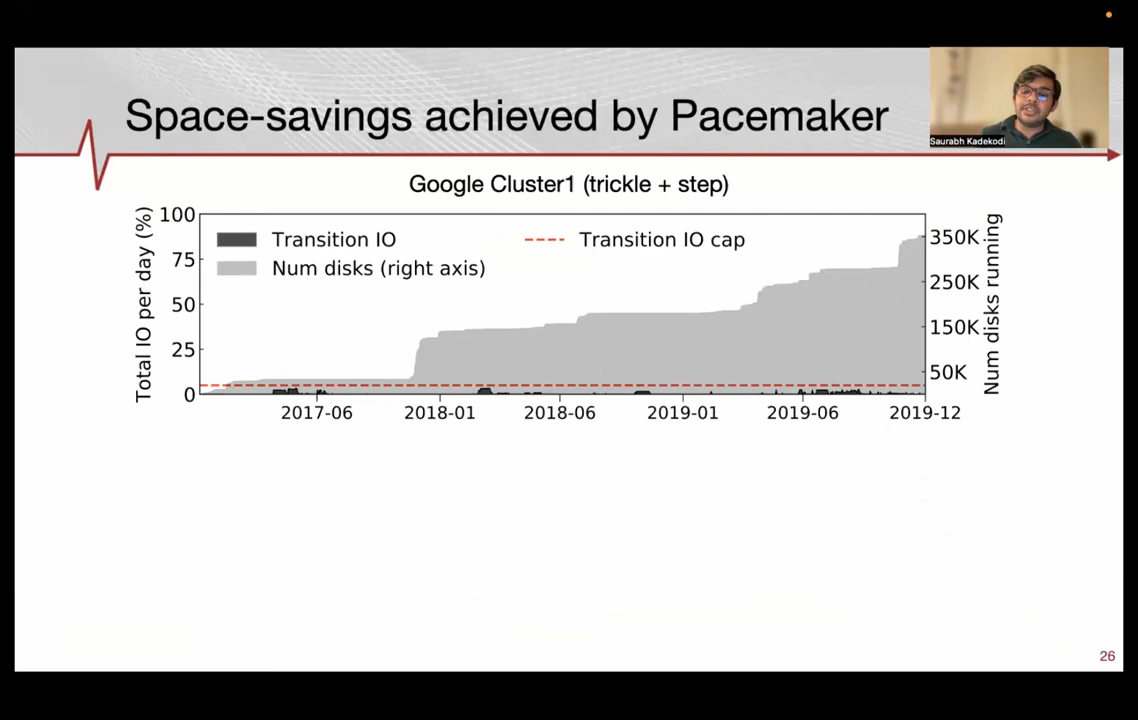 Space-savings achieved by Pacemaker
Saurabh Kadekodi
Google Cluster1 (trickle + step)
Total IO per day (%)
100
75
50
25
0
Transition IO
Transition IO cap
Num disks (right axis)
350K
250K
150K
50K
Num disks running
2017-06
2018-01
2018-06
2019-01
2019-06
2019-12
26